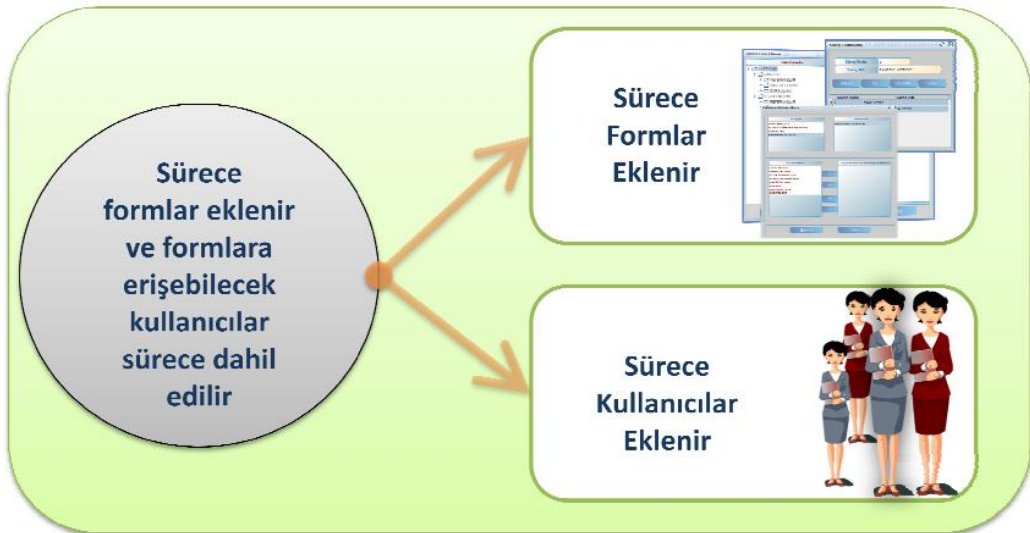 Sürece
formlar eklenir
ve formlara
erişebilecek
kullanıcılar
sürece dahil
edilir
Sürece
Formlar
Eklenir
Sürece
Kullanıcılar
Eklenir